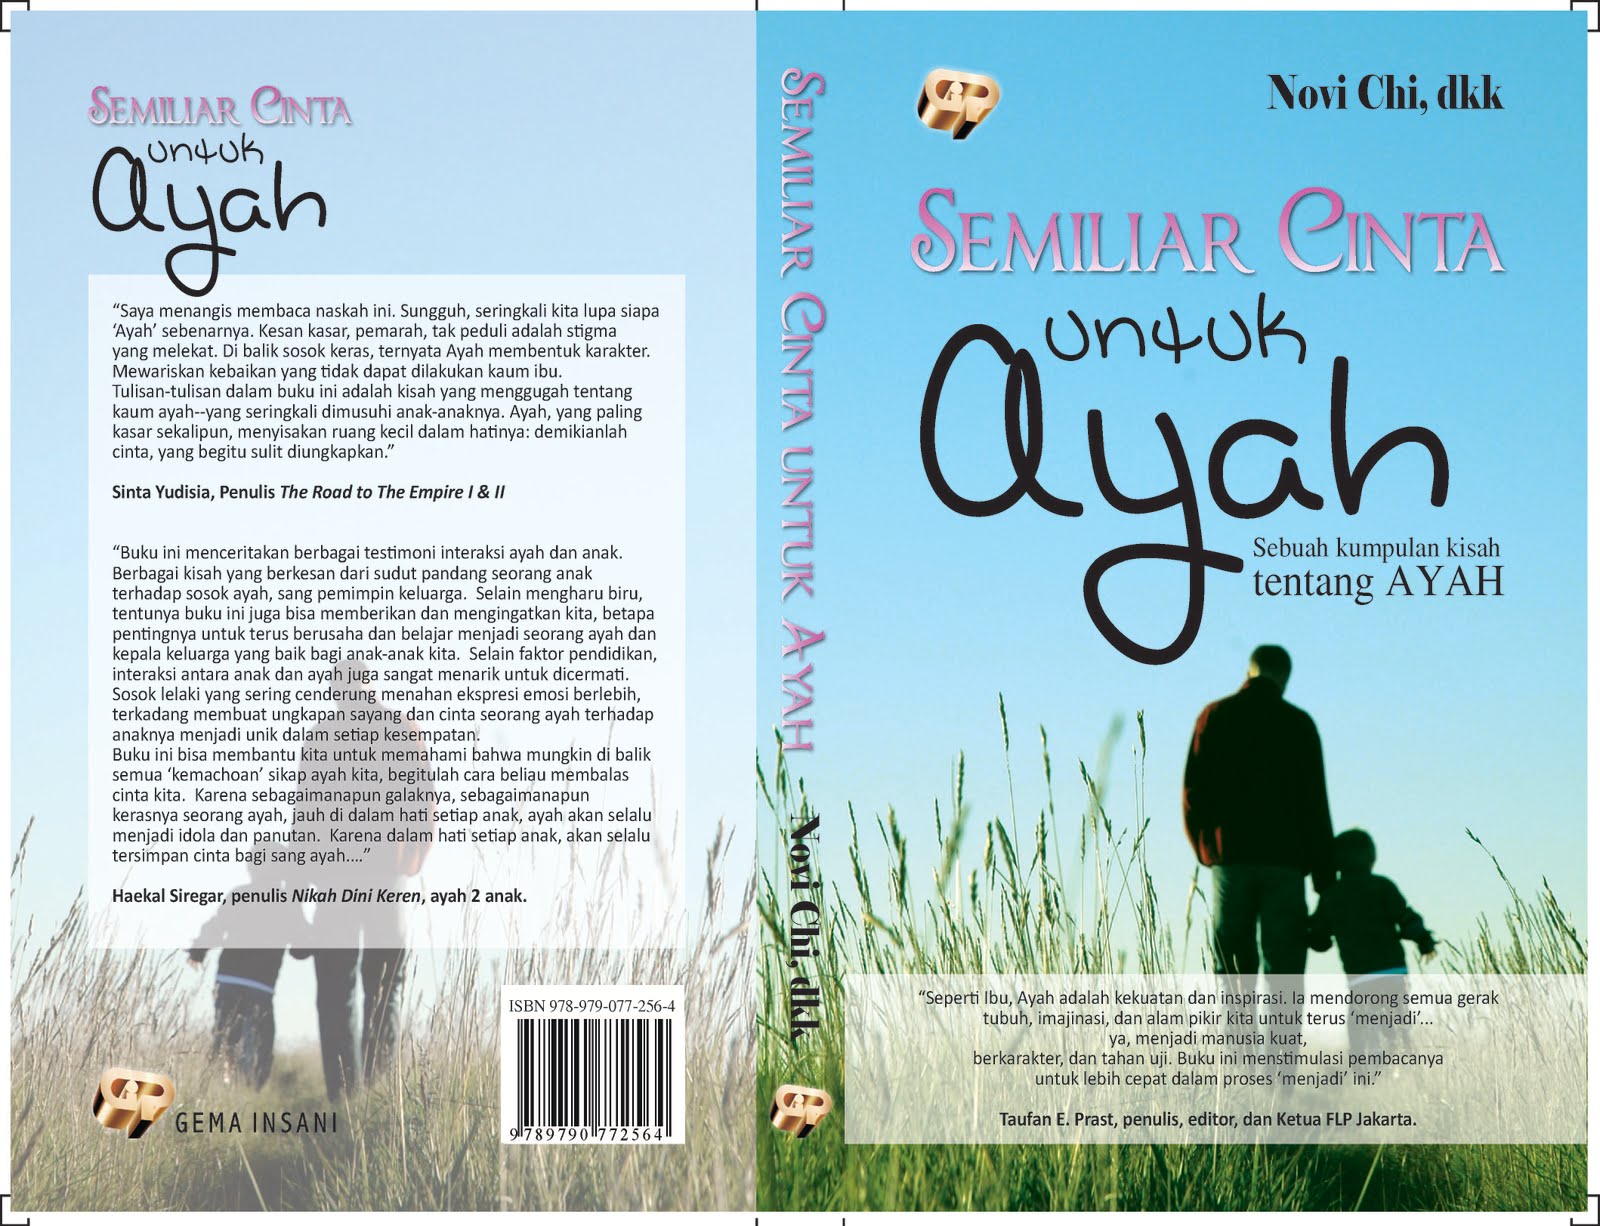 SEMILIAR CINTA
untuk
Ayah
“Saya menangis membaca naskah ini. Sungguh, seringkali kita lupa siapa
‘Ayah’ sebenarnya. Kesan kasar, pemarah, tak peduli adalah stigma
yang melekat. Di balik sosok keras, ternyata Ayah membentuk karakter.
Mewariskan kebaikan yang tidak dapat dilakukan kaum ibu.
Tulisan-tulisan dalam buku ini adalah kisah yang menggugah tentang
kaum ayah--yang seringkali dimusuhi anak-anaknya. Ayah, yang paling
kasar sekalipun, menyisakan ruang kecil dalam hatinya: demikianlah
cinta, yang begitu sulit diungkapkan.”
Sinta Yudisia, Penulis The Road to The Empire I & II
“Buku ini menceritakan berbagai testimoni interaksi ayah dan anak.
Berbagai kisah yang berkesan dari sudut pandang seorang anak
terhadap sosok ayah, sang pemimpin keluarga. Selain mengharu biru,
tentunya buku ini juga bisa memberikan dan mengingatkan kita, betapa
pentingnya untuk terus berusaha dan belajar menjadi seorang ayah dan
kepala keluarga yang baik bagi anak-anak kita. Selain faktor pendidikan,
interaksi antara anak dan ayah juga sangat menarik untuk dicermati.
Sosok lelaki yang sering cenderung menahan ekspresi emosi berlebih,
terkadang membuat ungkapan sayang dan cinta seorang ayah terhadap
anaknya menjadi unik dalam setiap kesempatan.
Buku ini bisa membantu kita untuk memahami bahwa mungkin di balik
semua ‘kemachoan’ sikap ayah kita, begitulah cara beliau membalas
cinta kita. Karena sebagaimanapun galaknya, sebagaimanapun
kerasnya seorang ayah, jauh di dalam hati setiap anak, ayah akan selalu
menjadi idola dan panutan. Karena dalam hati setiap anak, akan selalu
tersimpan cinta bagi sang ayah....”
Haekal Siregar, penulis Nikah Dini Keren, ayah 2 anak.
GEMA INSANI
ISBN 978-979-077-256-4
9 789790 772564
SEMILIAR CINTA UNTUK AYAH
Novi Chi, dkk
Novi Chi, dkk
SEMILIAR CINTA
untuk
Ayah
Sebuah kumpulan kisah
tentang AYAH
“Seperti Ibu, Ayah adalah kekuatan dan inspirasi. Ia mendorong semua gerak
tubuh, imajinasi, dan alam pikir kita untuk terus ‘menjadi’...
ya, menjadi manusia kuat,
berkarakter, dan tahan uji. Buku ini menstimulasi pembacanya
untuk lebih cepat dalam proses ‘menjadi’ ini.”
Taufan E. Prast, penulis, editor, dan Ketua FLP Jakarta.